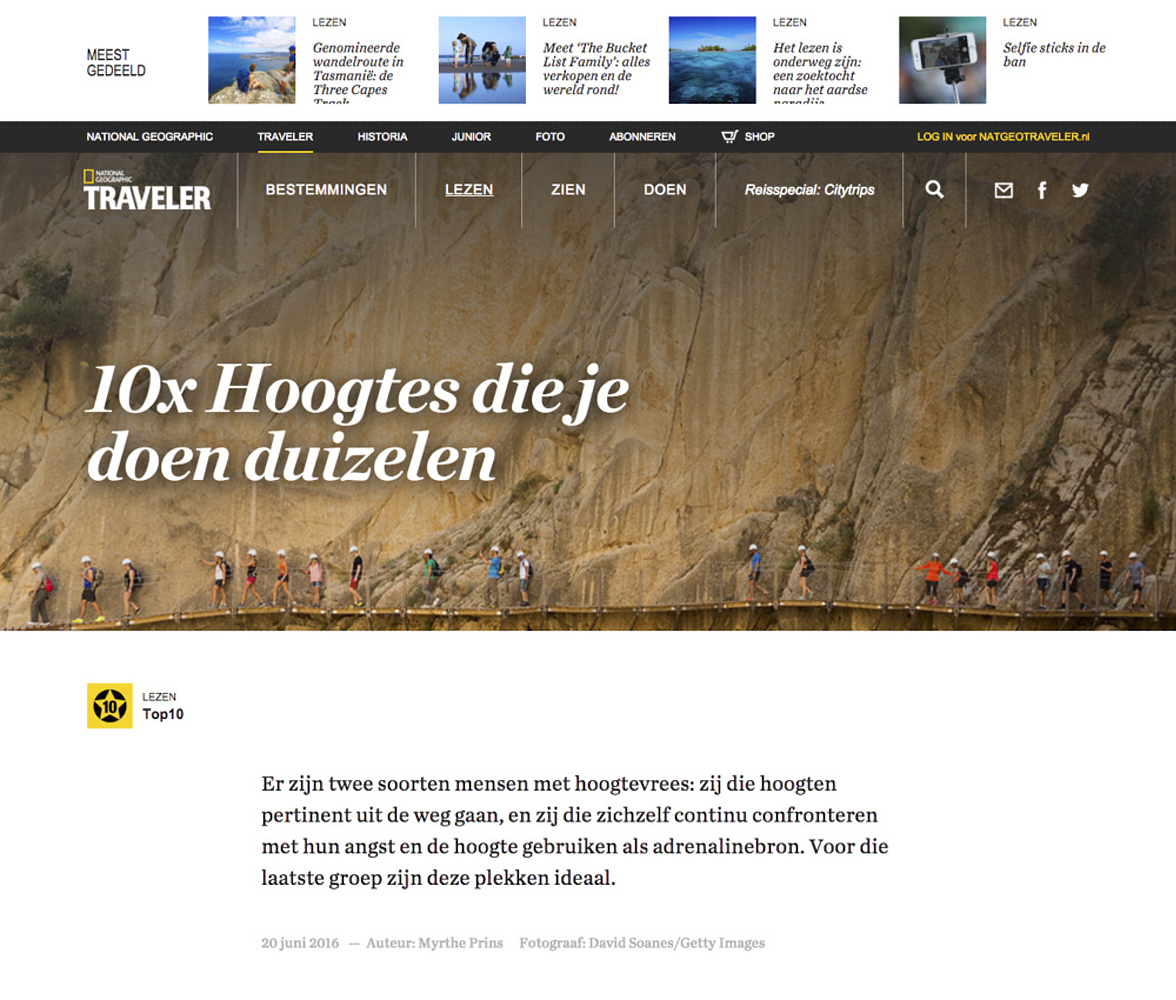 MEEST
GEDEELD
LEZEN
Genomineerde
wandelroute in
Tasmanië: de
Three Capes
Track
LEZEN
Meet ‘The Bucket
List Family’: alles
verkopen en de
wereld rond!
LEZEN
Het lezen is
onderweg zijn:
een zoektocht
naar het aardse
paradijs
LEZEN
Selfie sticks in de
ban
NATIONAL GEOGRAPHIC TRAVELER HISTORIA JUNIOR FOTO ABONNEREN SHOP LOG IN voor NATGEOTRAVELER.nl
NATIONAL
GEOGRAPHIC
TRAVELER
BESTEMMINGEN LEZEN ZIEN DOEN Reisspecial: Citytrips
10x Hoogtes die je
doen duizelen
10
LEZEN
Top10
Er zijn twee soorten mensen met hoogtevrees: zij die hoogten
pertinent uit de weg gaan, en zij die zichzelf continu confronteren
met hun angst en de hoogte gebruiken als adrenalinebron. Voor die
laatste groep zijn deze plekken ideaal.
20 juni 2016 — Auteur: Myrthe Prins Fotograaf: David Soanes/Getty Images